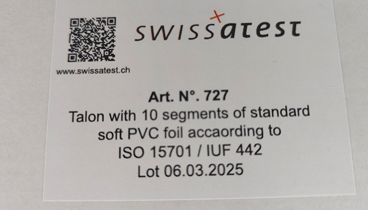 SWISSATEST
www.swissatest.ch
Art. N°. 727
Talon with 10 segments of standard
soft PVC foil accaording to
ISO 15701 / IUF 442
Lot 06.03.2025